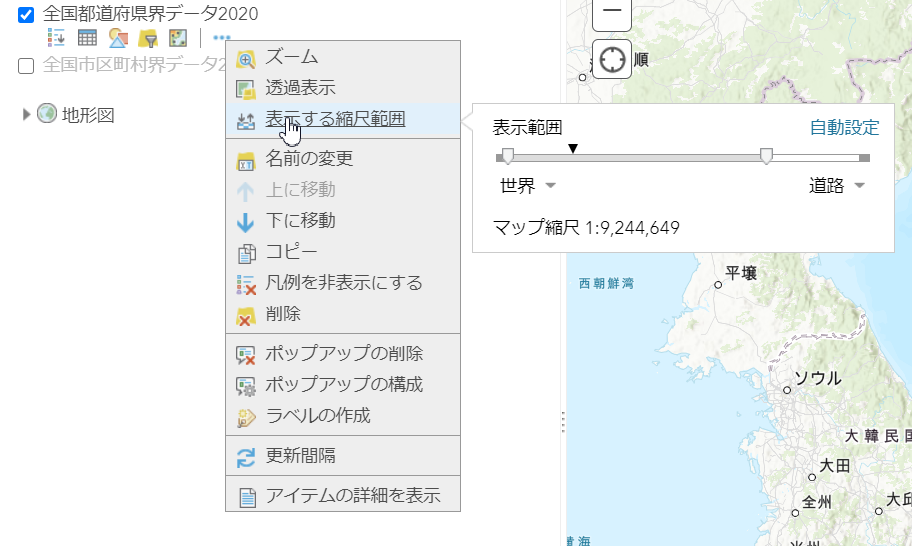 全国都道府県界データ2020
全国市区町村界データ2
地形図
ズーム
透過表示
表示する縮尺範囲
名前の変更
上に移動
下に移動
コピー
凡例を非表示にする
削除
ポップアップの削除
ポップアップの構成
ラベルの作成
更新間隔
アイテムの詳細を表示
表示範囲
自動設定
世界
道路
マップ縮尺 1:9,244,649
順
平壌
西朝鮮湾
ソウル
大韓民国
大田
全州
大邱
光州
黄海